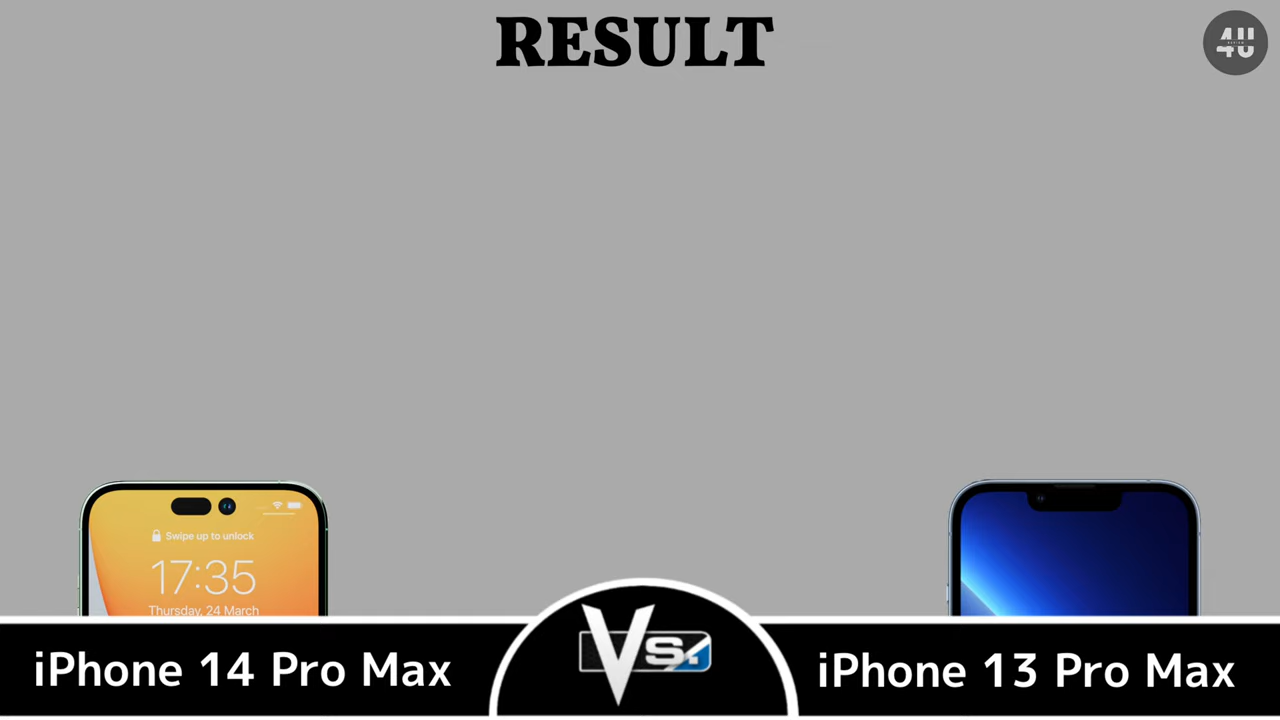 RESULT
4U
Swipe up to unlock
17:35
Thursday, 24 March
Vs.
iPhone 14 Pro Max
iPhone 13 Pro Max